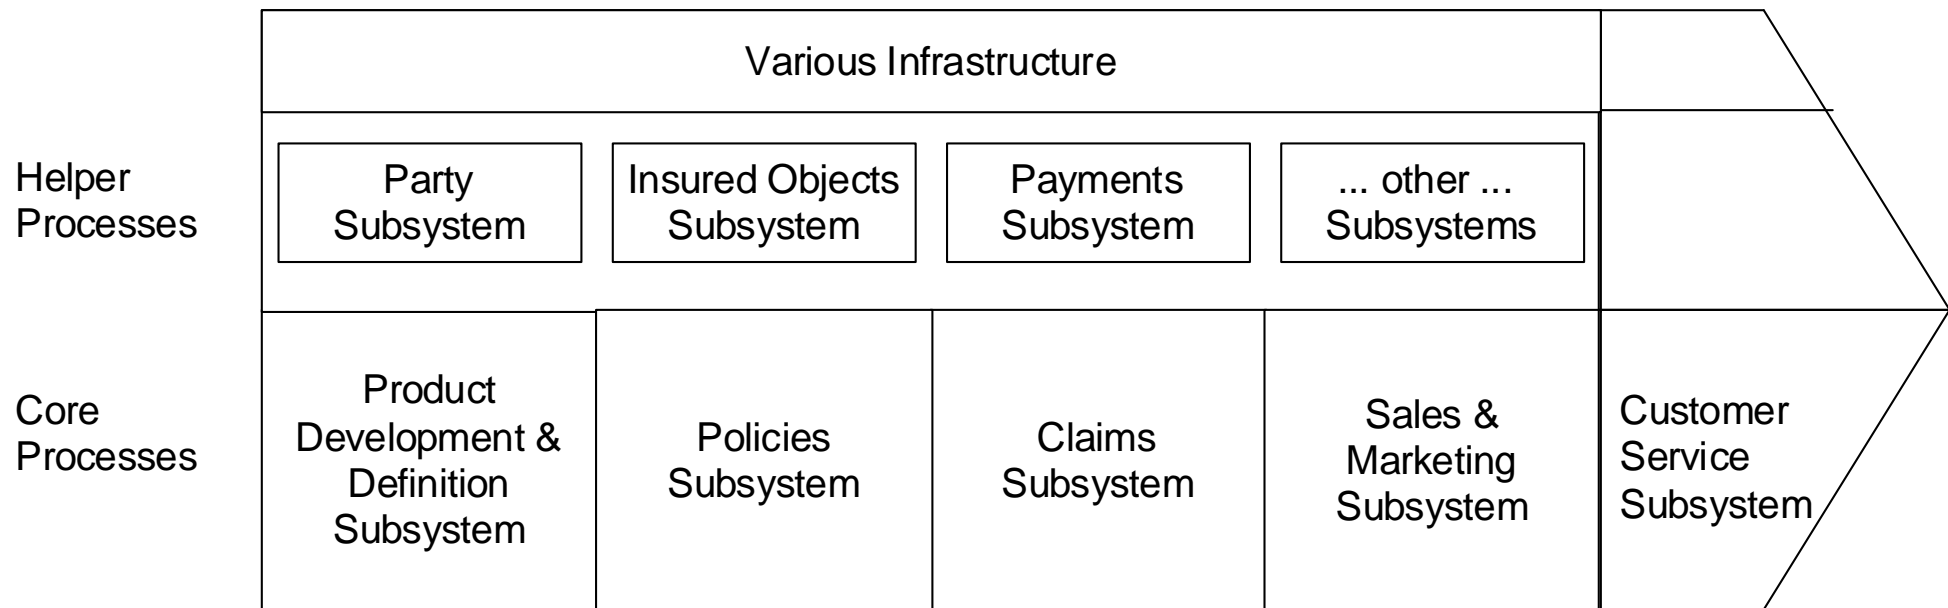 Various Infrastructure
Helper
Processes
Party
Subsystem
Insured Objects
Subsystem
Payments
Subsystem
... other ...
Subsystems
Core
Processes
Product
Development &
Definition
Subsystem
Policies
Subsystem
Claims
Subsystem
Sales &
Marketing
Subsystem
Customer
Service
Subsystem